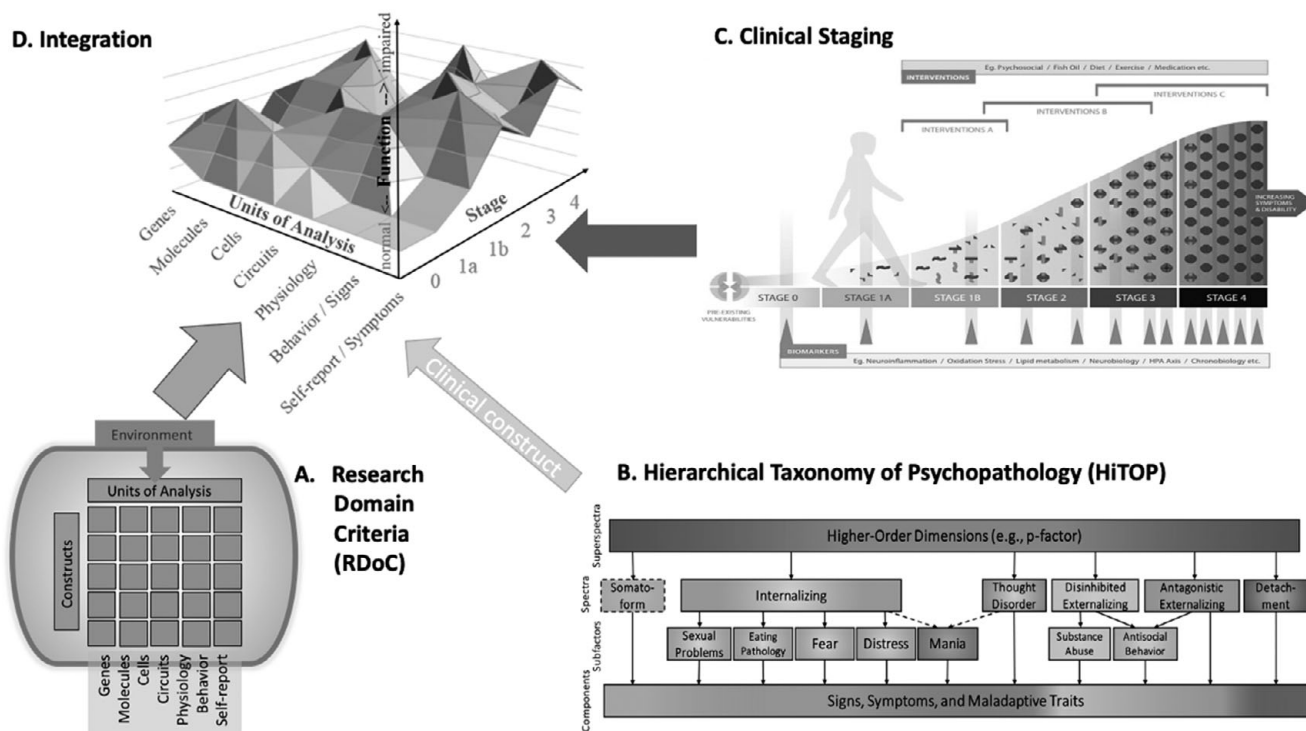 D. Integration
normal <-- Function --> impaired
Units of Analysis
Genes
Molecules
Cells
Circuits
Physiology
Behavior / Signs
Self-report / Symptoms
Stage
0
1a
1b
2
3
4
C. Clinical Staging
Eg. Psychosocial / Fish Oil / Diet / Exercise / Medication etc.
INTERVENTIONS
INTERVENTIONS C
INTERVENTIONS B
INTERVENTIONS A
INCREASING
SYMPTOMS
& DISABILITY
PRE-EXISTING
VULNERABILITIES
STAGE 0
STAGE 1A
STAGE 1B
STAGE 2
STAGE 3
STAGE 4
BIOMARKERS
Eg. Neuroinflammation / Oxidation Stress / Lipid metabolism / Neurobiology / HPA Axis / Chronobiology etc.
Clinical construct
Environment
Units of Analysis
Constructs
Genes
Molecules
Cells
Circuits
Physiology
Behavior
Self-report
A. Research
Domain
Criteria
(RDoC)
B. Hierarchical Taxonomy of Psychopathology (HiTOP)
Superspectra
Higher-Order Dimensions (e.g., p-factor)
Spectra
Somato-
form
Internalizing
Thought
Disorder
Disinhibited
Externalizing
Antagonistic
Externalizing
Detach-
ment
Subfactors
Sexual
Problems
Eating
Pathology
Fear
Distress
Mania
Substance
Abuse
Antisocial
Behavior
Components
Signs, Symptoms, and Maladaptive Traits